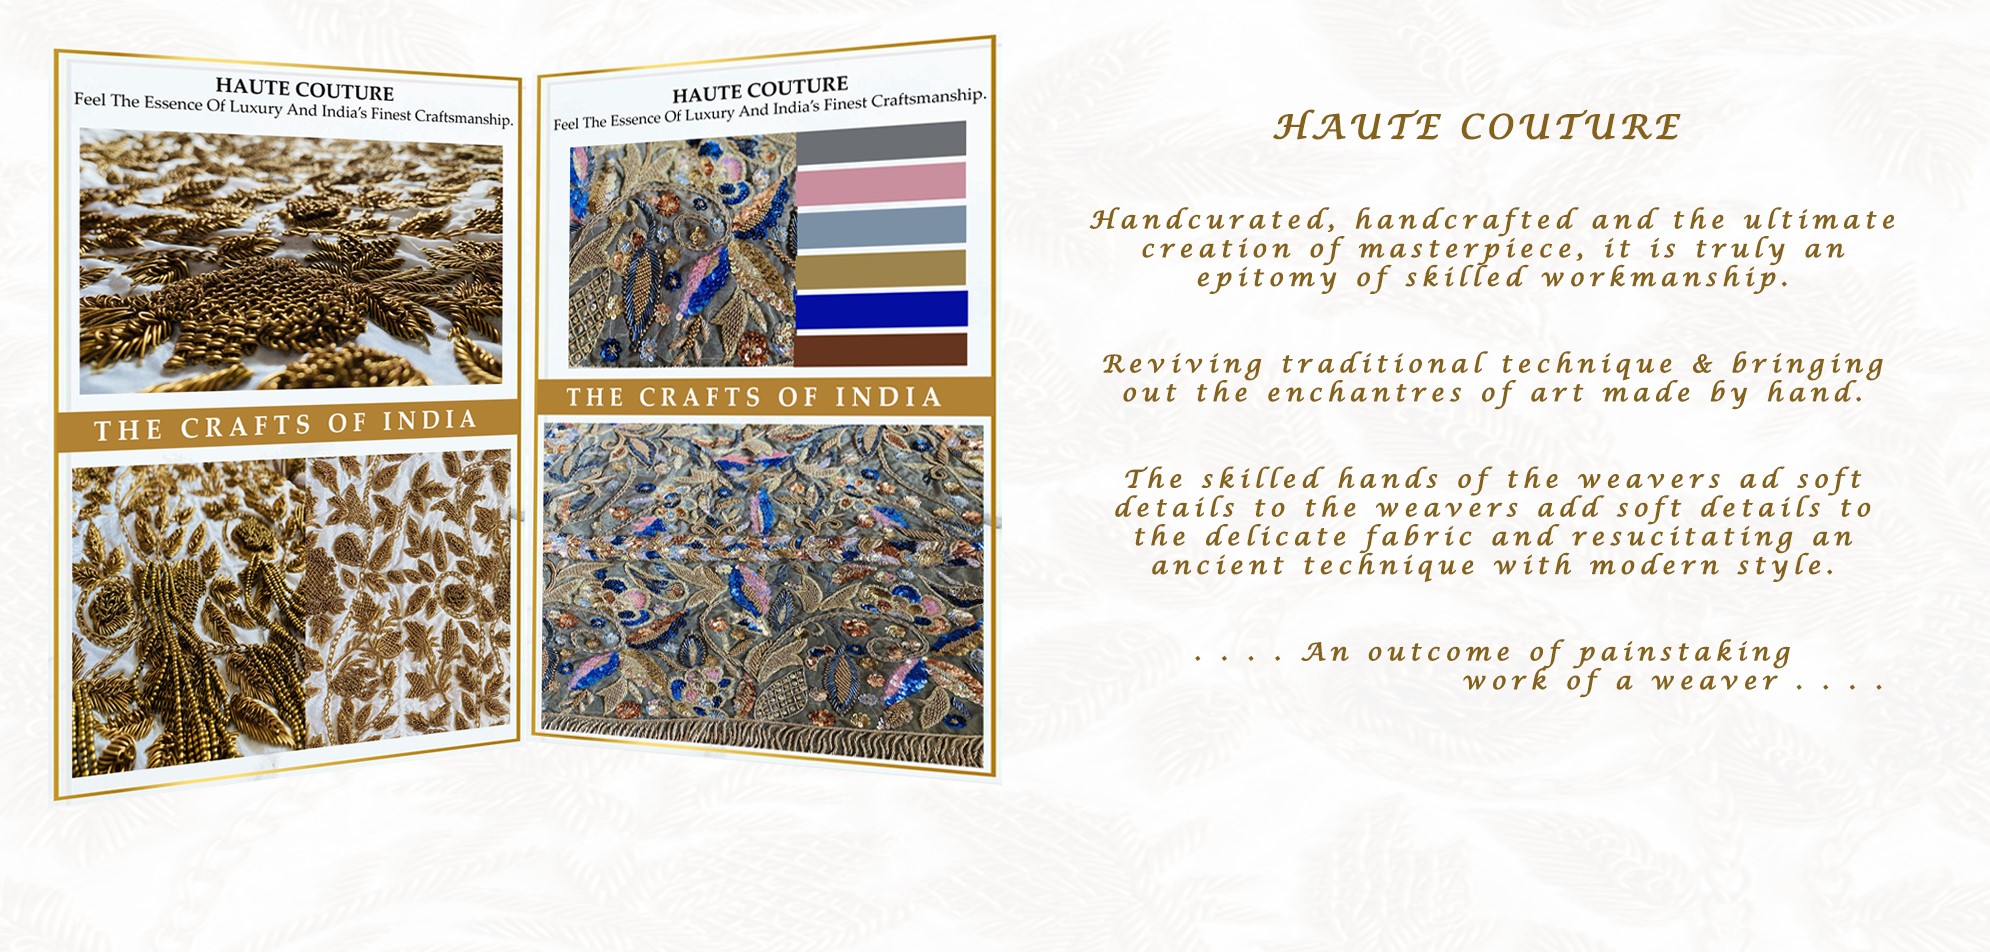 HAUTE COUTURE
Feel The Essence Of Luxury And India's Finest Craftsmanship.
THE CRAFTS OF INDIA
HAUTE COUTURE
Feel The Essence Of Luxury And India's Finest Craftsmanship.
THE CRAFTS OF INDIA
HAUTE COUTURE
Handcurated, handcrafted and the ultimate
creation of masterpiece, it is truly an
epitomy of skilled workmanship.
Reviving traditional technique & bringing
out the enchantres of art made by hand.
The skilled hands of the weavers ad soft
details to the weavers add soft details to
the delicate fabric and resucitating an
ancient technique with modern style.
. . . . An outcome of painstaking
work of a weaver . . . .